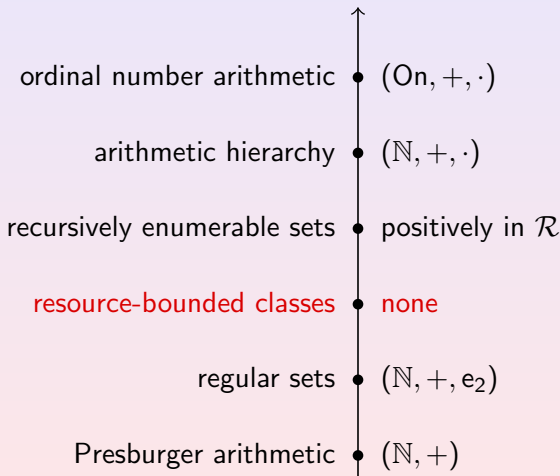 ordinal number arithmetic (On, +, ·)
arithmetic hierarchy (ℕ, +, ·)
recursively enumerable sets positively in ℛ
resource-bounded classes none
regular sets (ℕ, +, e₂)
Presburger arithmetic (ℕ, +)